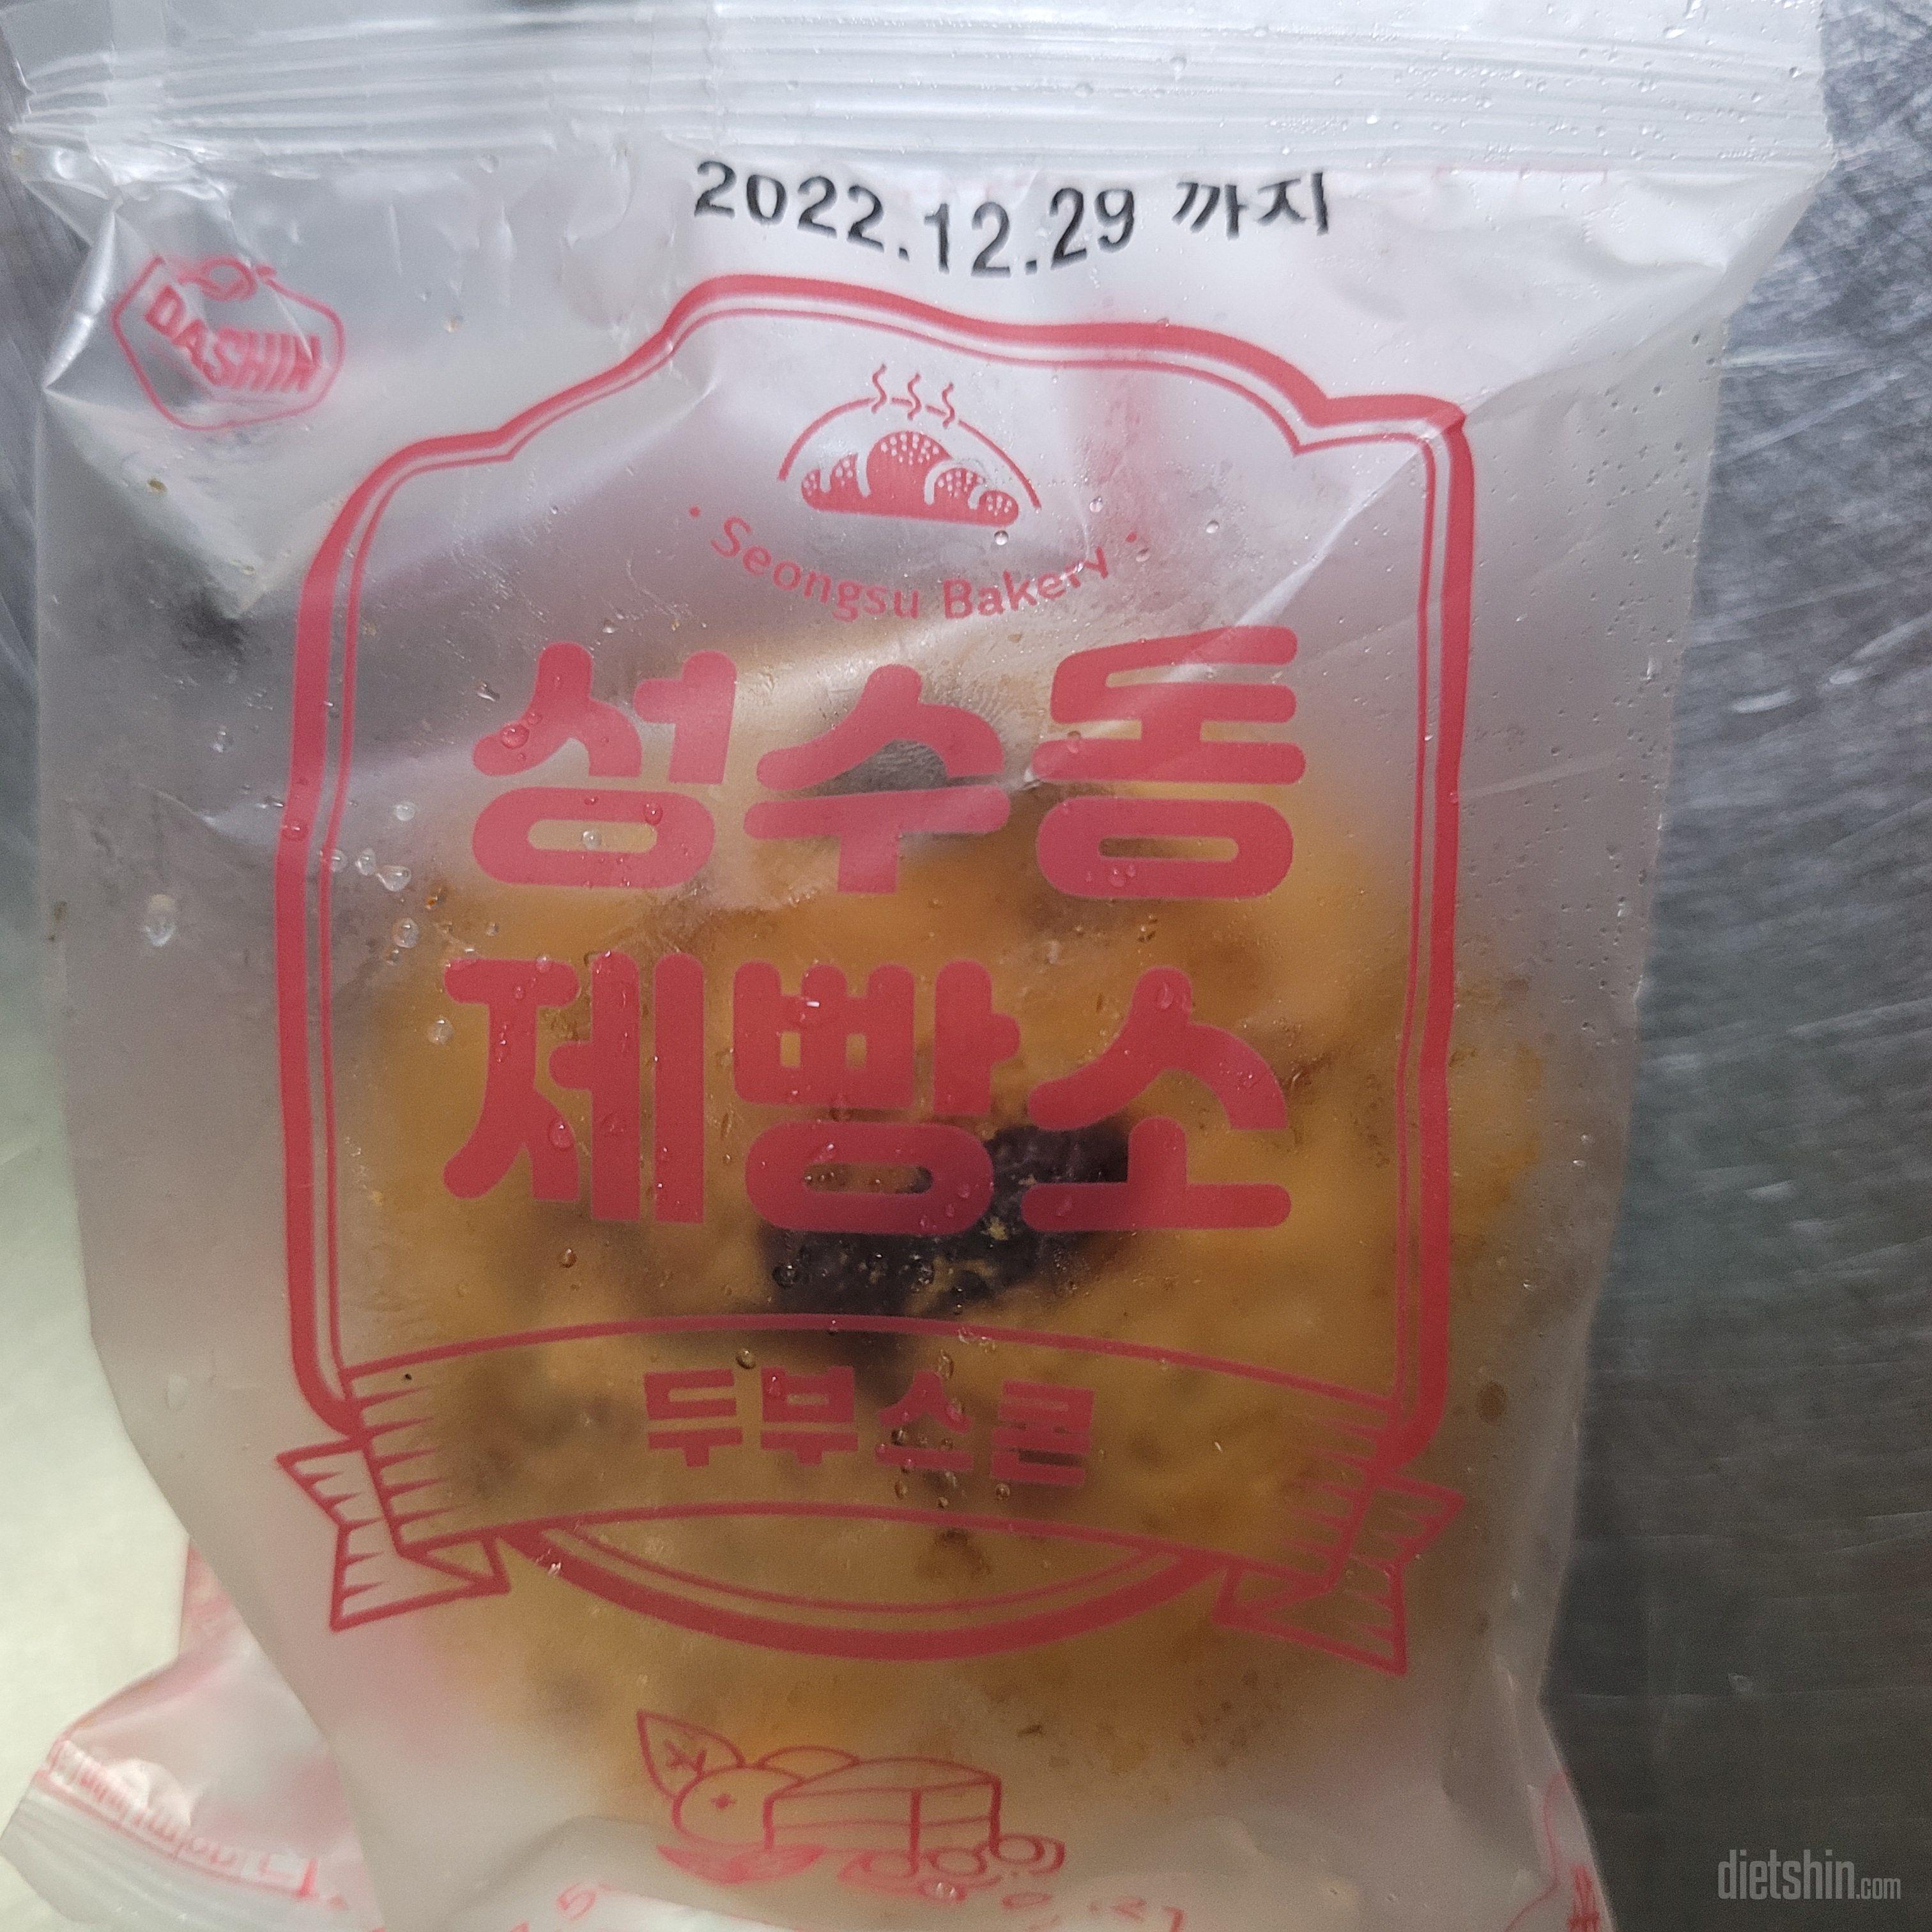 2022.12.29 까지
DASHIN
· Seongsu Bakery ·
성수동
제빵소
두부스콘
dietshin.com